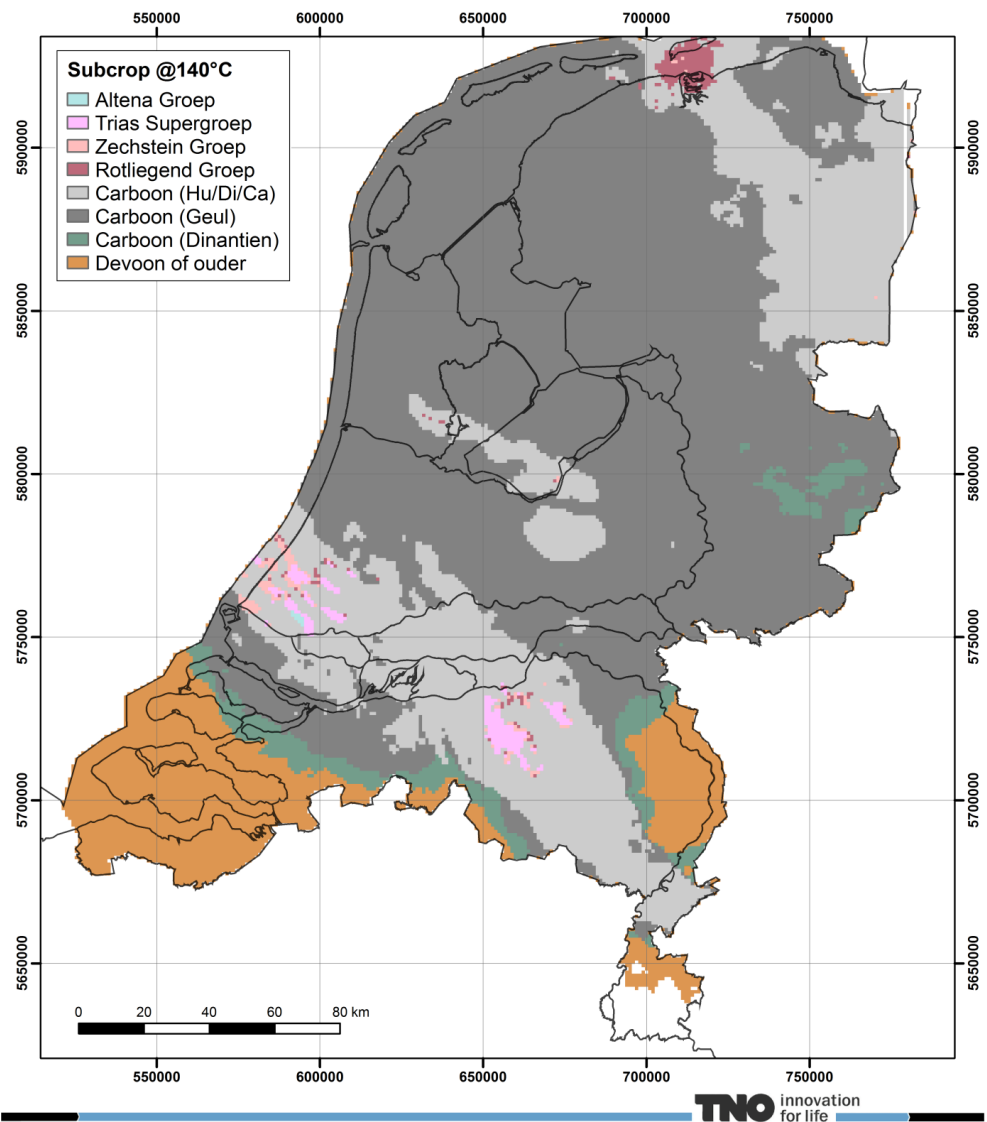 550000 600000 650000 700000 750000
Subcrop @140°C
Altena Groep
Trias Supergroep
Zechstein Groep
Rotliegend Groep
Carboon (Hu/Di/Ca)
Carboon (Geul)
Carboon (Dinantien)
Devoon of ouder
5900000 5900000
5850000 5850000
5800000 5800000
5750000 5750000
5700000 5700000
5650000 5650000
0 20 40 60 80 km
550000 600000 650000 700000 750000
TNO innovation
for life